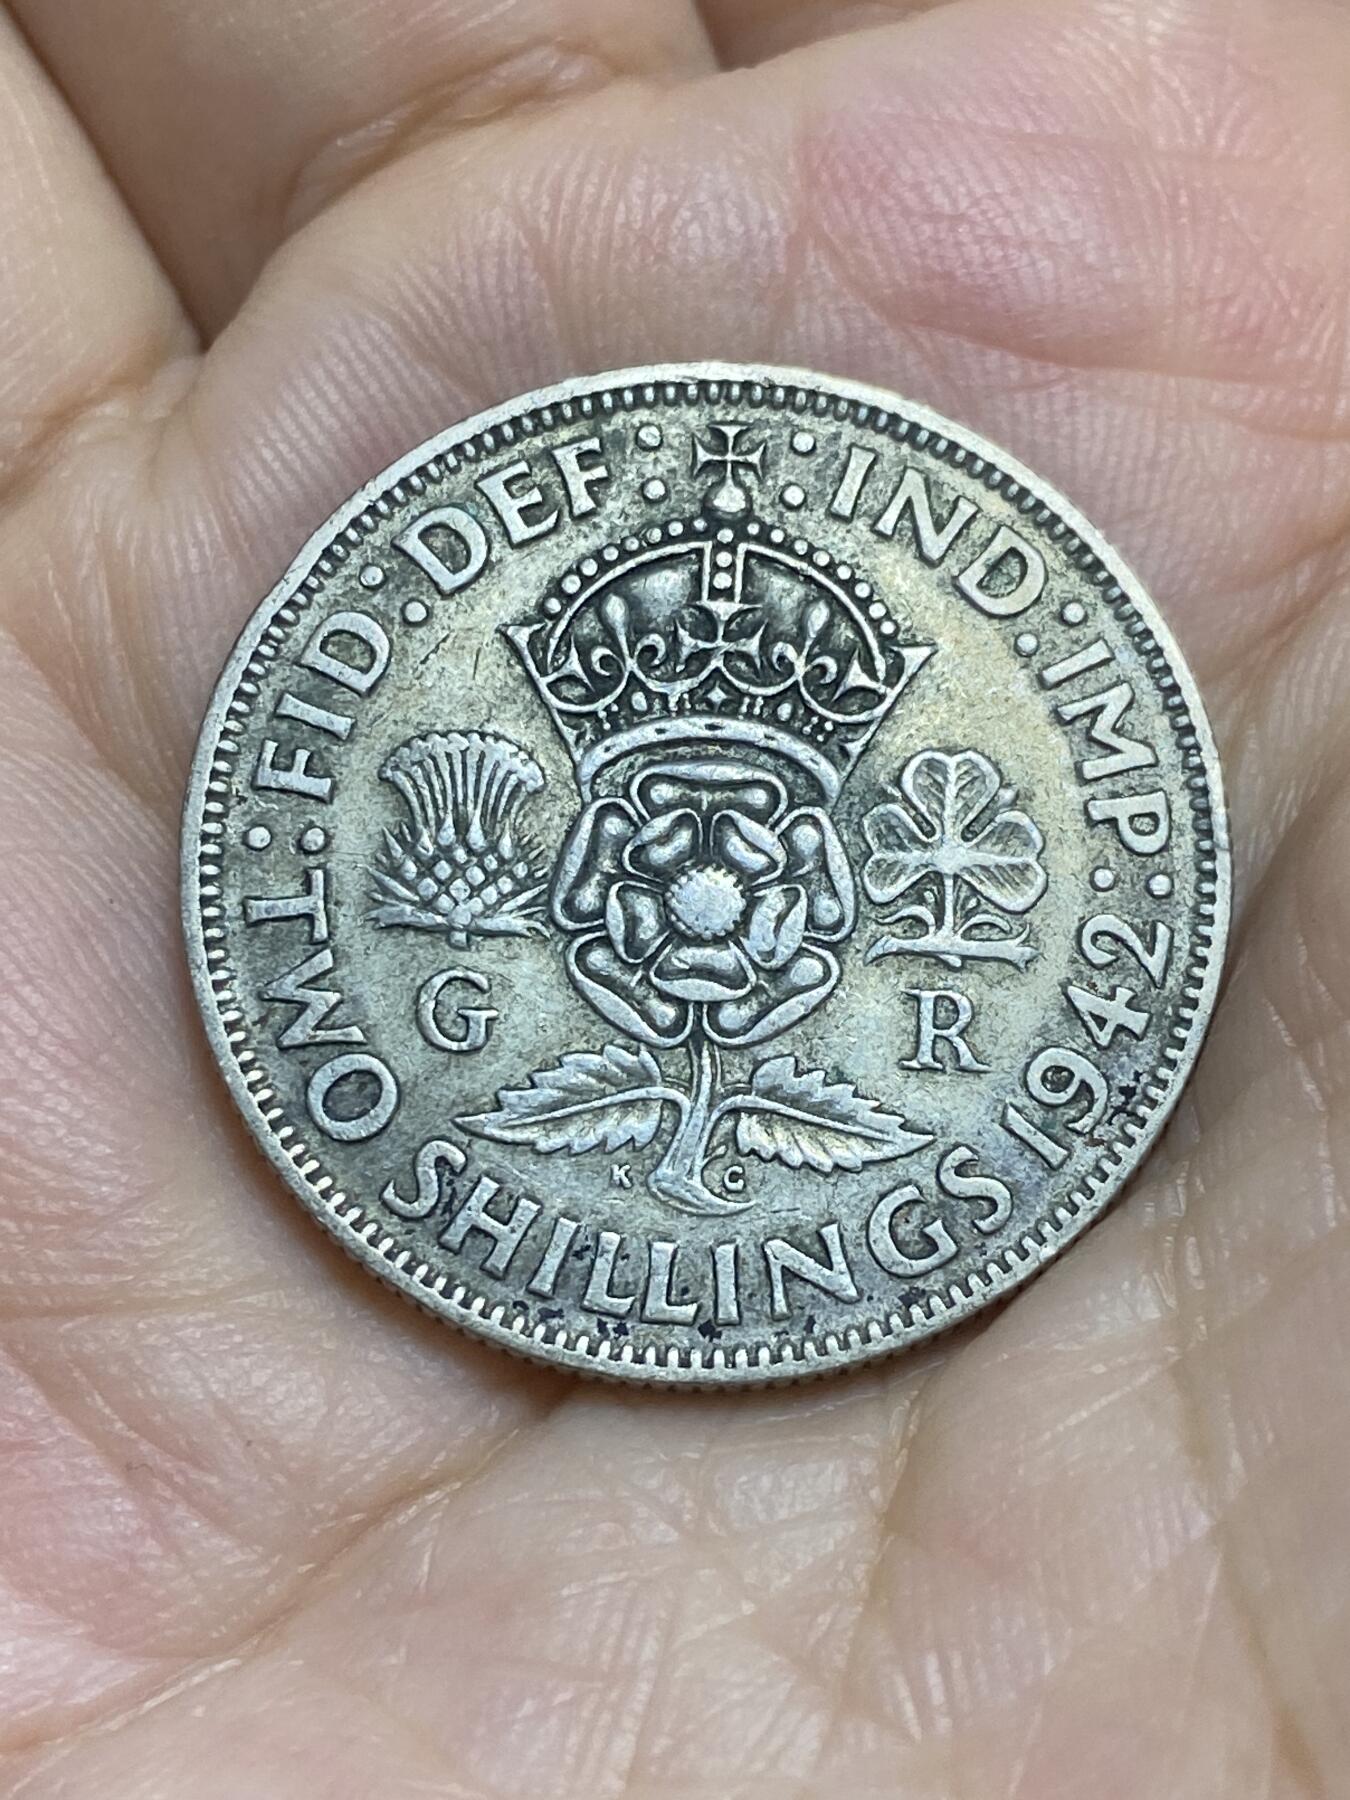 FID:DEF: :IND:IMP:1942
TWO SHILLINGS
G R
K G